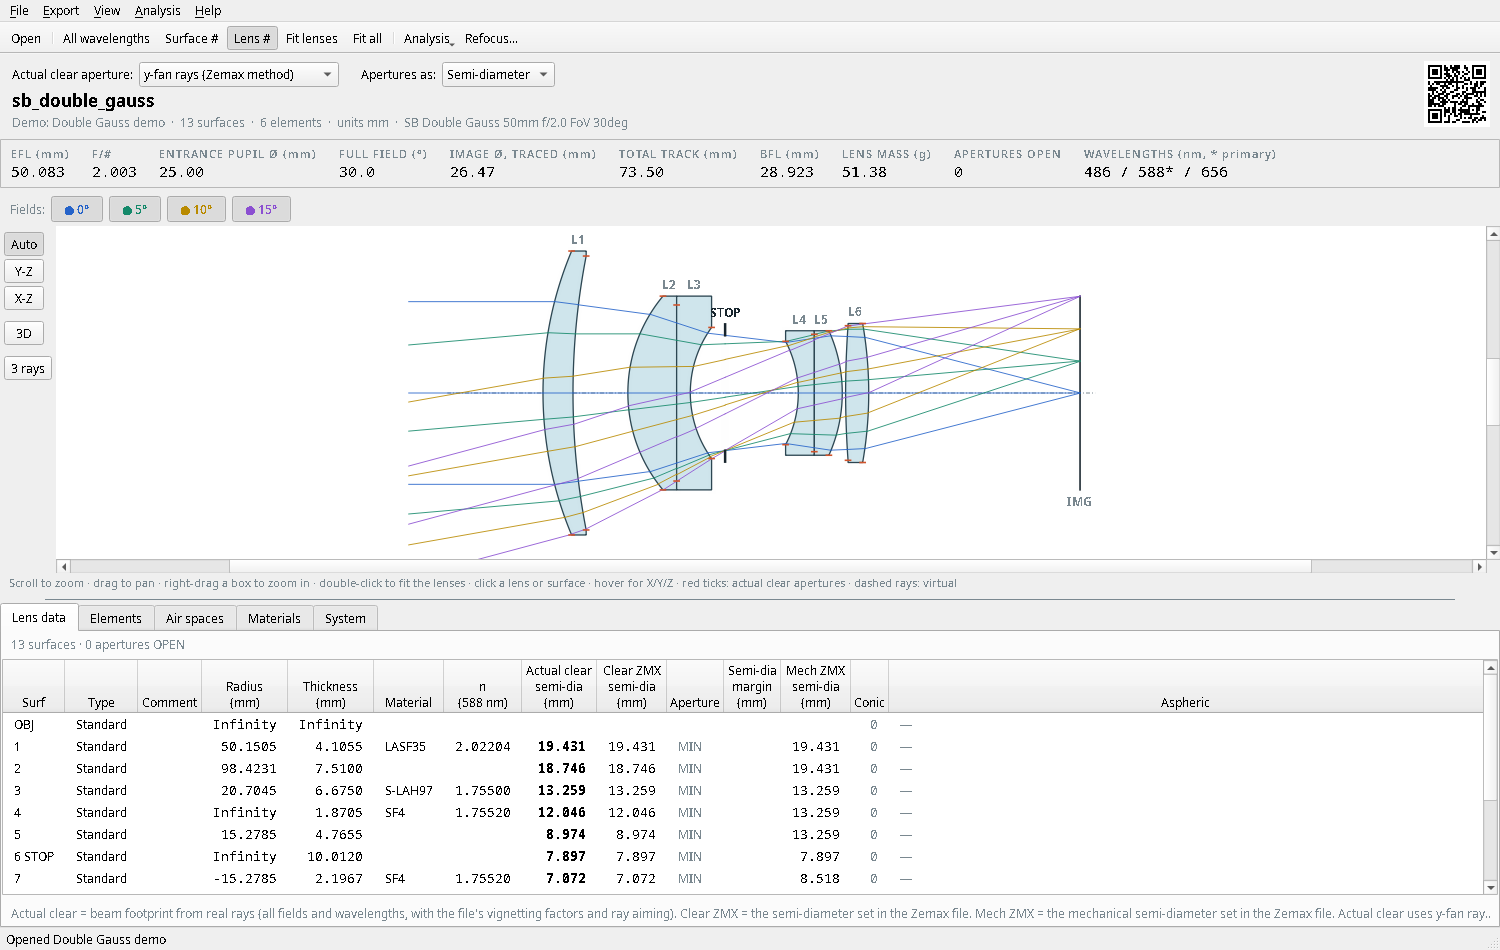 File Export View Analysis Help
Open All wavelengths Surface # Lens # Fit lenses Fit all Analysis Refocus...
Actual clear aperture: y-fan rays (Zemax method) Apertures as: Semi-diameter
sb_double_gauss
Demo: Double Gauss demo · 13 surfaces · 6 elements · units mm · SB Double Gauss 50mm f/2.0 FoV 30deg
EFL (mm) F/# ENTRANCE PUPIL Ø (mm) FULL FIELD (°) IMAGE Ø, TRACED (mm) TOTAL TRACK (mm) BFL (mm) LENS MASS (g) APERTURES OPEN WAVELENGTHS (nm, * primary)
50.083 2.003 25.00 30.0 26.47 73.50 28.923 51.38 0 486 / 588* / 656
Fields: 0° 5° 10° 15°
Auto
Y-Z
X-Z
3D
3 rays
L1
L2 L3
STOP
L4 L5 L6
IMG
Scroll to zoom · drag to pan · right-drag a box to zoom in · double-click to fit the lenses · click a lens or surface · hover for X/Y/Z · red ticks: actual clear apertures · dashed rays: virtual
Lens data Elements Air spaces Materials System
13 surfaces · 0 apertures OPEN
Surf Type Comment Radius (mm) Thickness (mm) Material n (588 nm) Actual clear semi-dia (mm) Clear ZMX semi-dia (mm) Aperture Semi-dia margin (mm) Mech ZMX semi-dia (mm) Conic Aspheric
OBJ Standard Infinity Infinity 0 —
1 Standard 50.1505 4.1055 LASF35 2.02204 19.431 19.431 MIN 19.431 0 —
2 Standard 98.4231 7.5100 18.746 18.746 MIN 19.431 0 —
3 Standard 20.7045 6.6750 S-LAH97 1.75500 13.259 13.259 MIN 13.259 0 —
4 Standard Infinity 1.8705 SF4 1.75520 12.046 12.046 MIN 13.259 0 —
5 Standard 15.2785 4.7655 8.974 8.974 MIN 13.259 0 —
6 STOP Standard Infinity 10.0120 7.897 7.897 MIN 7.897 0 —
7 Standard -15.2785 2.1967 SF4 1.75520 7.072 7.072 MIN 8.518 0 —
Actual clear = beam footprint from real rays (all fields and wavelengths, with the file's vignetting factors and ray aiming). Clear ZMX = the semi-diameter set in the Zemax file. Mech ZMX = the mechanical semi-diameter set in the Zemax file. Actual clear uses y-fan ray..
Opened Double Gauss demo